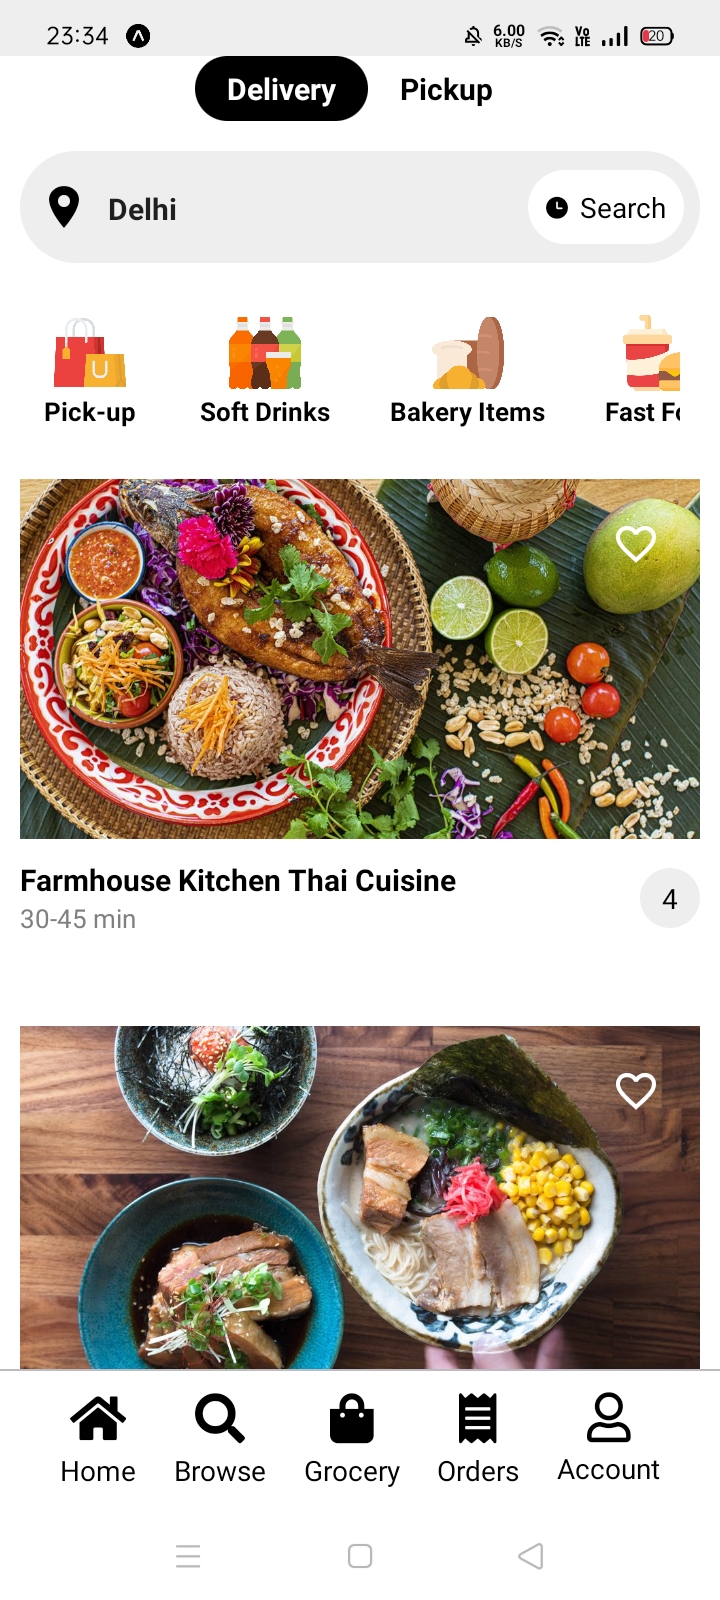 23:34 6.00 KB/S Vo LTE 20
Delivery Pickup
Delhi Search
Pick-up Soft Drinks Bakery Items Fast Fo
Farmhouse Kitchen Thai Cuisine
30-45 min
4
Home Browse Grocery Orders Account